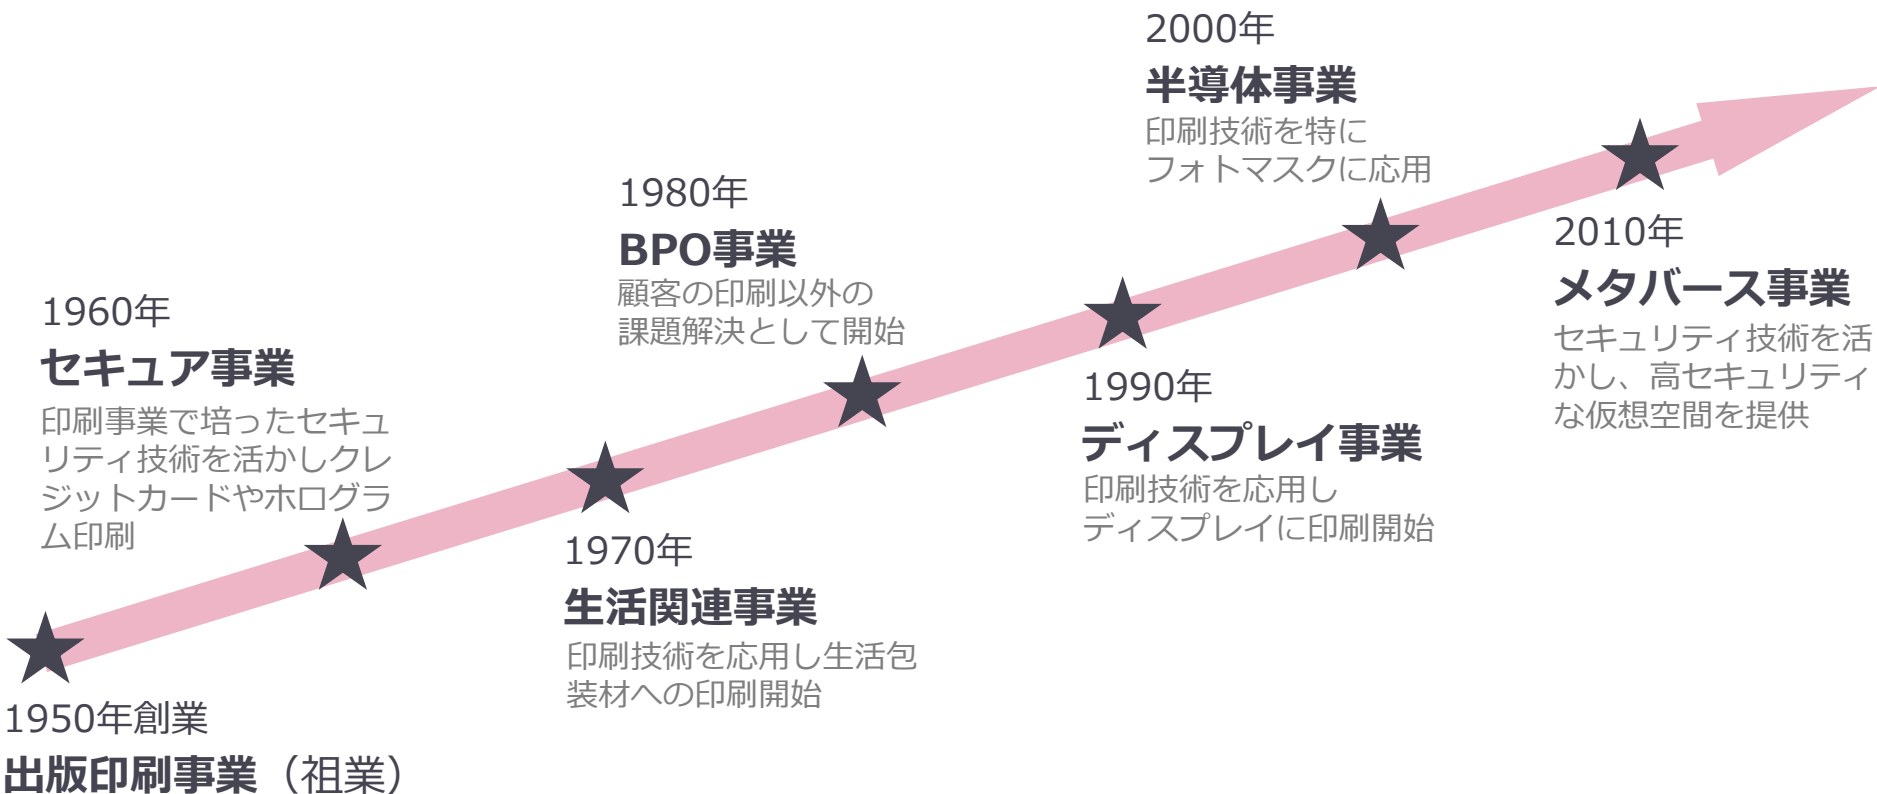 2000年
半導体事業
印刷技術を特に
フォトマスクに応用
1980年
BPO事業
顧客の印刷以外の
課題解決として開始
2010年
メタバース事業
セキュリティ技術を活
かし、高セキュリティ
な仮想空間を提供
1960年
セキュア事業
印刷事業で培ったセキュ
リティ技術を活かしクレ
ジットカードやホログラ
ム印刷
1990年
ディスプレイ事業
印刷技術を応用し
ディスプレイに印刷開始
1970年
生活関連事業
印刷技術を応用し生活包
装材への印刷開始
1950年創業
出版印刷事業（祖業）